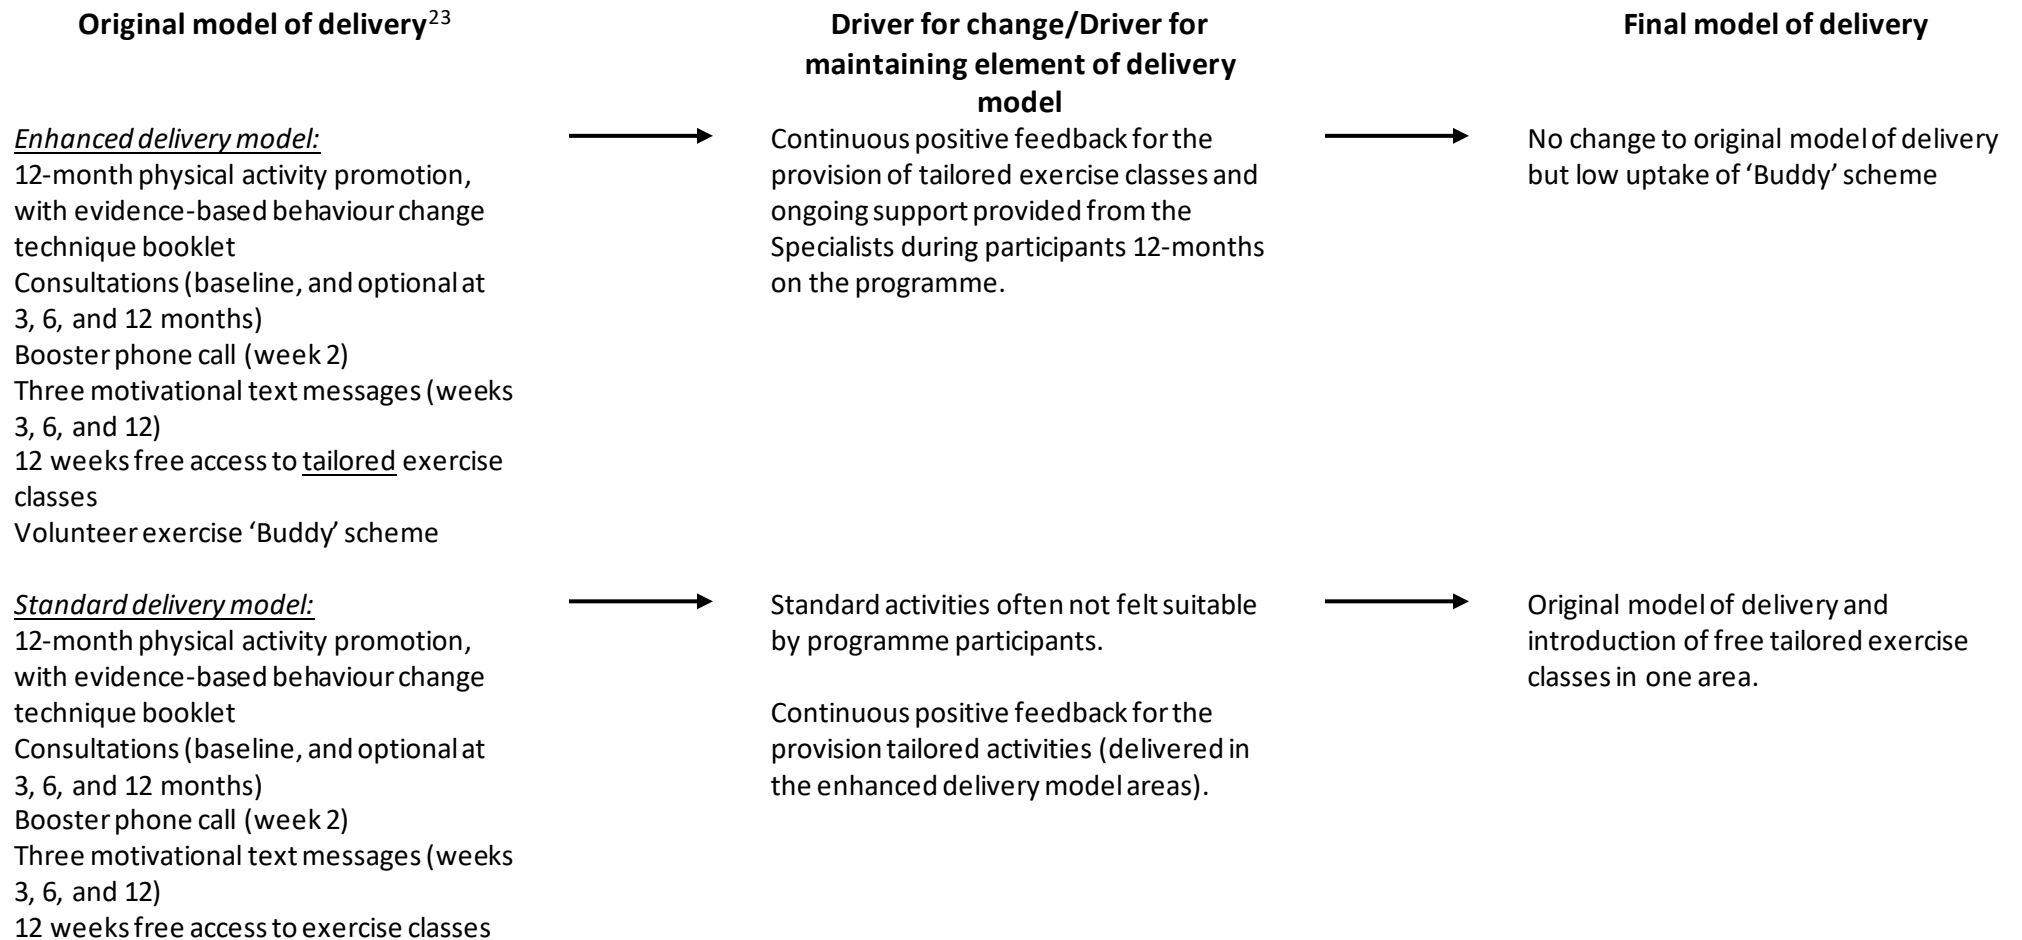 Original model of delivery23
Driver for change/Driver for
maintaining element of delivery
model
Final model of delivery
Enhanced delivery model:
12-month physical activity promotion,
with evidence-based behaviour change
technique booklet
Consultations (baseline, and optional at
3, 6, and 12 months)
Booster phone call (week 2)
Three motivational text messages (weeks
3, 6, and 12)
12 weeks free access to tailored exercise
classes
Volunteer exercise ‘Buddy’ scheme
Continuous positive feedback for the
provision of tailored exercise classes and
ongoing support provided from the
Specialists during participants 12-months
on the programme.
No change to original model of delivery
but low uptake of ‘Buddy’ scheme
Standard delivery model:
12-month physical activity promotion,
with evidence-based behaviour change
technique booklet
Consultations (baseline, and optional at
3, 6, and 12 months)
Booster phone call (week 2)
Three motivational text messages (weeks
3, 6, and 12)
12 weeks free access to exercise classes
Standard activities often not felt suitable
by programme participants.
Continuous positive feedback for the
provision tailored activities (delivered in
the enhanced delivery model areas).
Original model of delivery and
introduction of free tailored exercise
classes in one area.